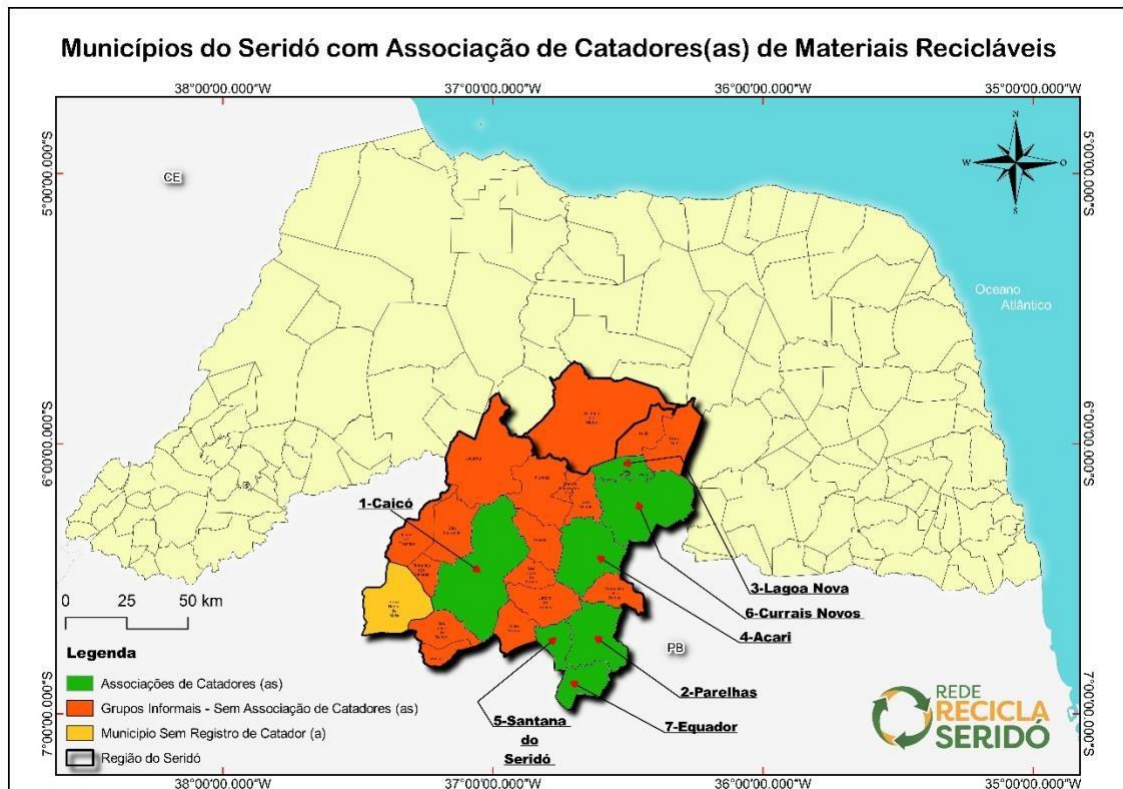 Municípios do Seridó com Associação de Catadores(as) de Materiais Recicláveis
38°00'00.000"W
37°00'00.000"W
36°00'00.000"W
35°00'00.000"W
5°00'00.000"S
5°00'00.000"S
N
W
O
S
CE
Oceano
Atlântico
6°00'00.000"S
6°00'00.000"S
1-Caicó
3-Lagoa Nova
6-Currais Novos
4-Acari
PB
2-Parelhas
7-Equador
5-Santana
do
Seridó
0 25 50 km
Legenda
Associações de Catadores (as)
Grupos Informais - Sem Associação de Catadores (as)
Municipio Sem Registro de Catador (a)
Região do Seridó
7°00'00.000"S
7°00'00.000"S
REDE
RECICLA
SERIDÓ
38°00'00.000"W
37°00'00.000"W
36°00'00.000"W
35°00'00.000"W